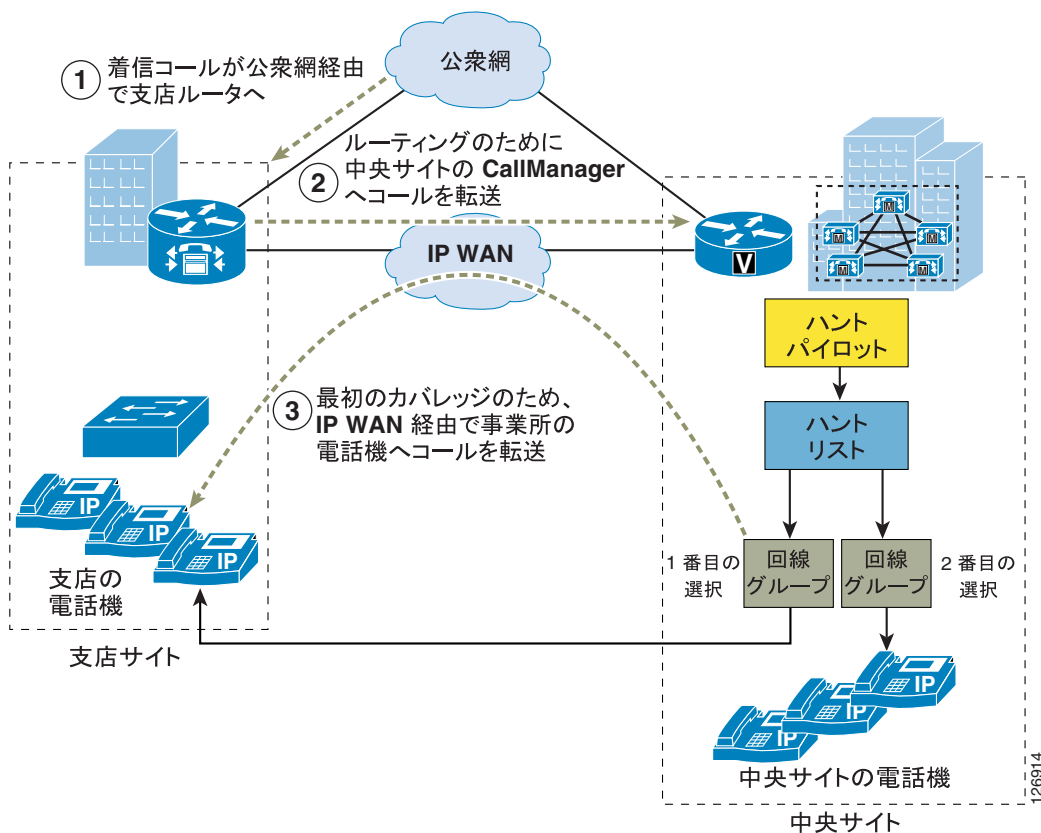 公衆網
1
着信コールが公衆網経由
で支店ルータへ
ルーティングのために
2
中央サイトの CallManager
へコールを転送
M
M
M
M
M
IP WAN
V
ハント
パイロット
3
最初のカバレッジのため、
IP WAN 経由で事業所の
電話機へコールを転送
ハント
リスト
IP
IP
IP
支店の
電話機
1 番目の
選択
回線
グループ
回線
グループ
2 番目の
選択
支店サイト
IP
IP
IP
中央サイトの電話機
126914
中央サイト